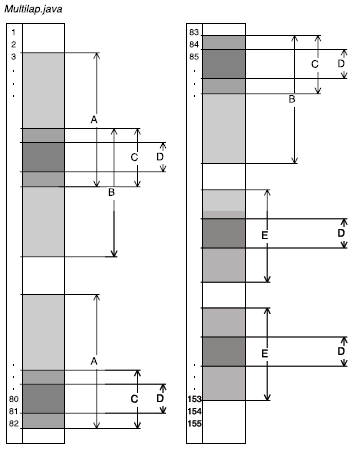 Multilap.java
1
2
3
.
.
.
A
C
D
B
A
.
.
80
81
82
C
D
83
84
85
.
.
.
C
D
B
E
D
E
D
.
.
153
154
155